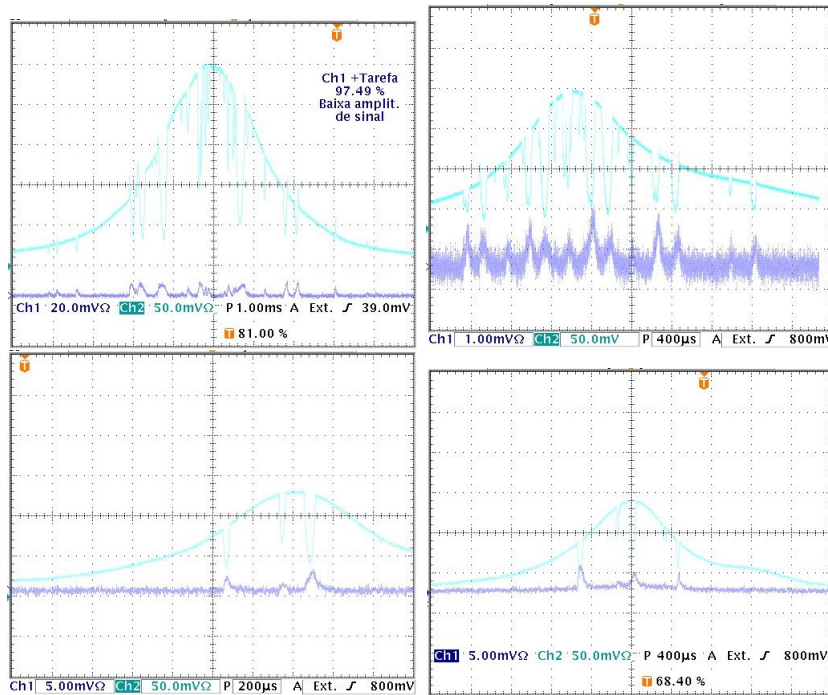 T
Ch1 +Tarefa
97.49 %
Baixa amplit.
de sinal
Ch1 20.0mVΩ Ch2 50.0mVΩ P 1.00ms A Ext. ƒ 39.0mV
T 81.00 %
T
Ch1 1.00mVΩ Ch2 50.0mV P 400µs A Ext. ƒ 800mV
T
Ch1 5.00mVΩ Ch2 50.0mVΩ P 200µs A Ext. ƒ 800mV
T
Ch1 5.00mVΩ Ch2 50.0mVΩ P 400µs A Ext. ƒ 800mV
T 68.40 %